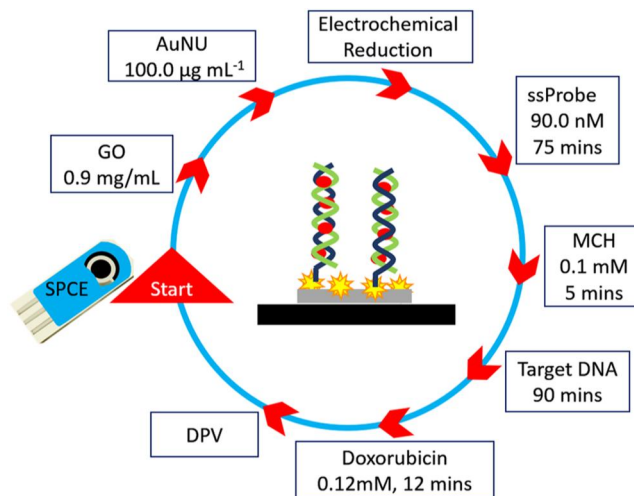 SPCE
Start
GO
0.9 mg/mL
AuNU
100.0 µg mL⁻¹
Electrochemical
Reduction
ssProbe
90.0 nM
75 mins
MCH
0.1 mM
5 mins
Target DNA
90 mins
Doxorubicin
0.12mM, 12 mins
DPV